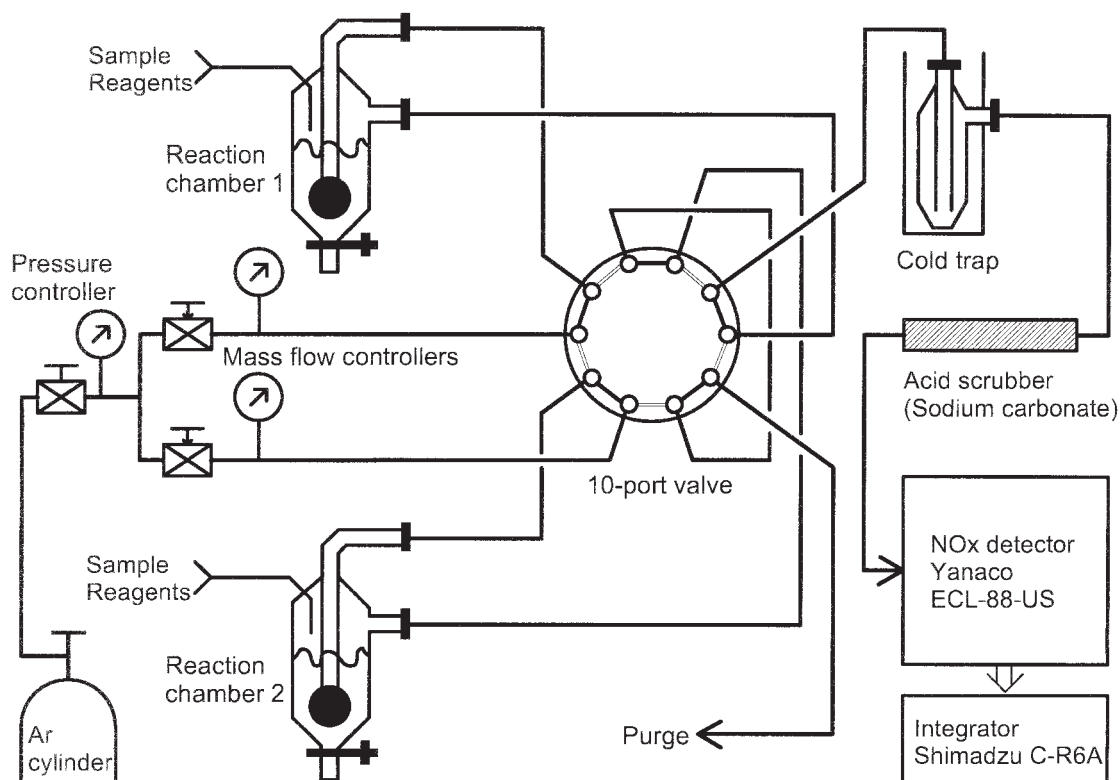 Sample
Reagents
Reaction
chamber 1
Pressure
controller
Mass flow controllers
Cold trap
Acid scrubber
(Sodium carbonate)
10-port valve
NOx detector
Yanaco
ECL-88-US
Sample
Reagents
Reaction
chamber 2
Ar
cylinder
Purge
Integrator
Shimadzu C-R6A